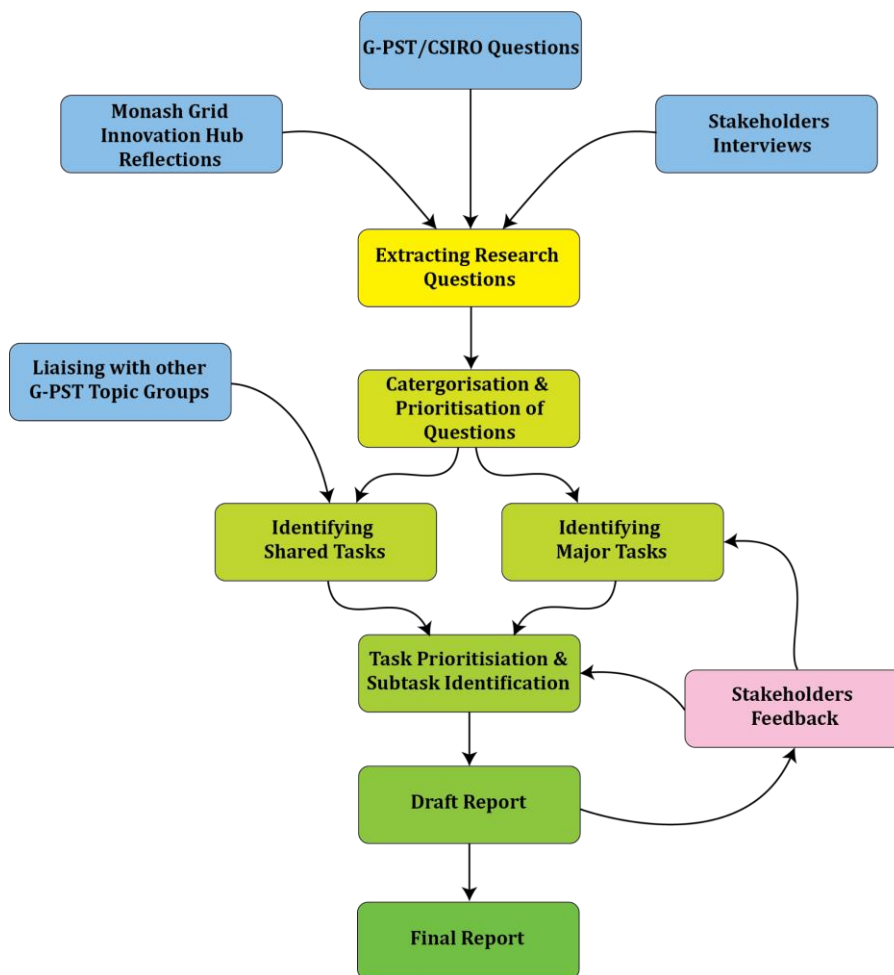 G-PST/CSIRO Questions
Monash Grid
Innovation Hub
Reflections
Stakeholders
Interviews
Extracting Research
Questions
Liaising with other
G-PST Topic Groups
Catergorisation &
Prioritisation of
Questions
Identifying
Shared Tasks
Identifying
Major Tasks
Task Prioritisiation &
Subtask Identification
Stakeholders
Feedback
Draft Report
Final Report